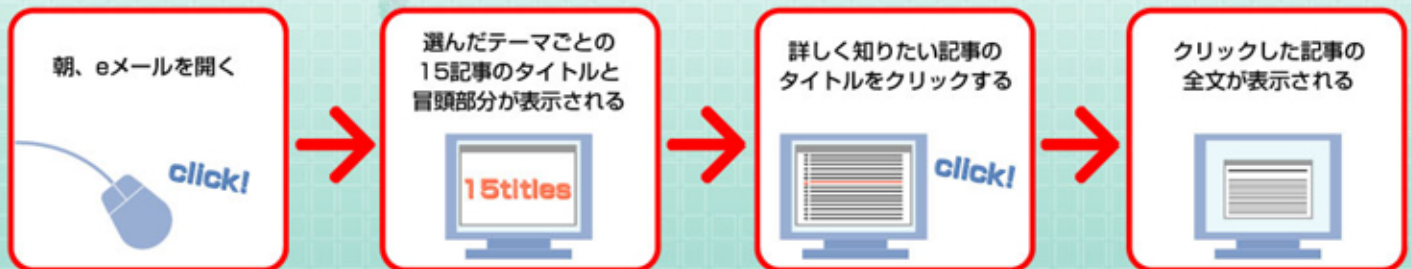 朝、eメールを開く
click!
選んだテーマごとの
15記事のタイトルと
冒頭部分が表示される
15titles
詳しく知りたい記事の
タイトルをクリックする
click!
クリックした記事の
全文が表示される